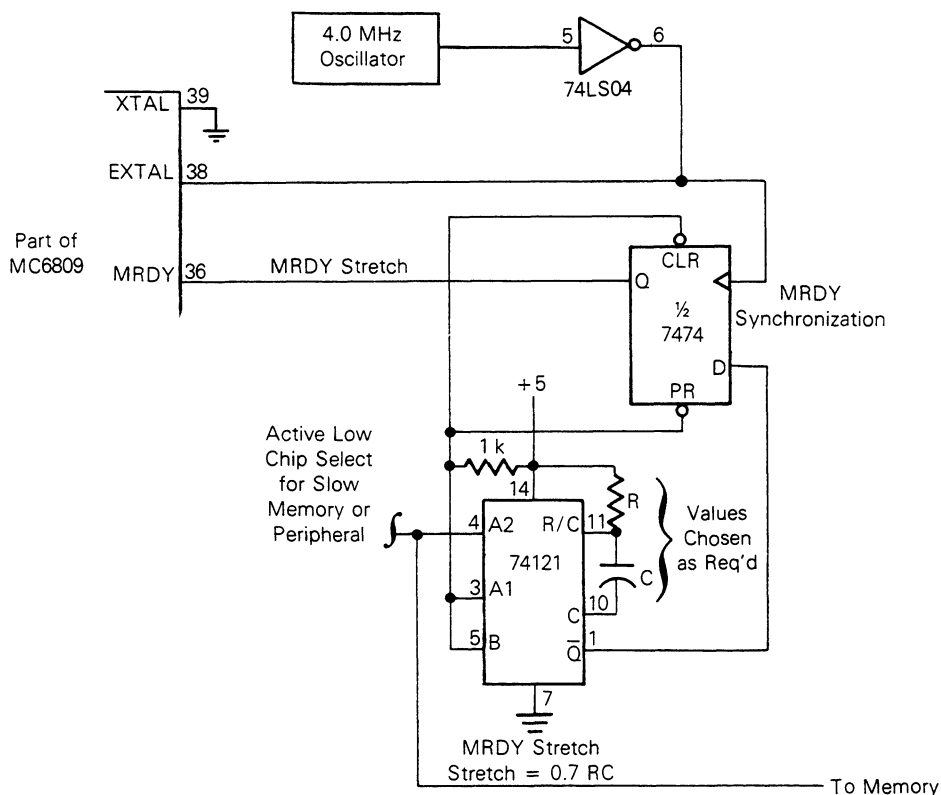 4.0 MHz
Oscillator
5
6
74LS04
XTAL
39
EXTAL
38
Part of
MC6809
MRDY
36
MRDY Stretch
CLR
Q
½
7474
D
PR
MRDY
Synchronization
+5
Active Low
Chip Select
for Slow
Memory or
Peripheral
1 k
14
R
4
A2
R/C
11
74121
Values
Chosen
as Req'd
C
3
A1
10
C
5
B
Q̅
1
7
MRDY Stretch
Stretch = 0.7 RC
To Memory